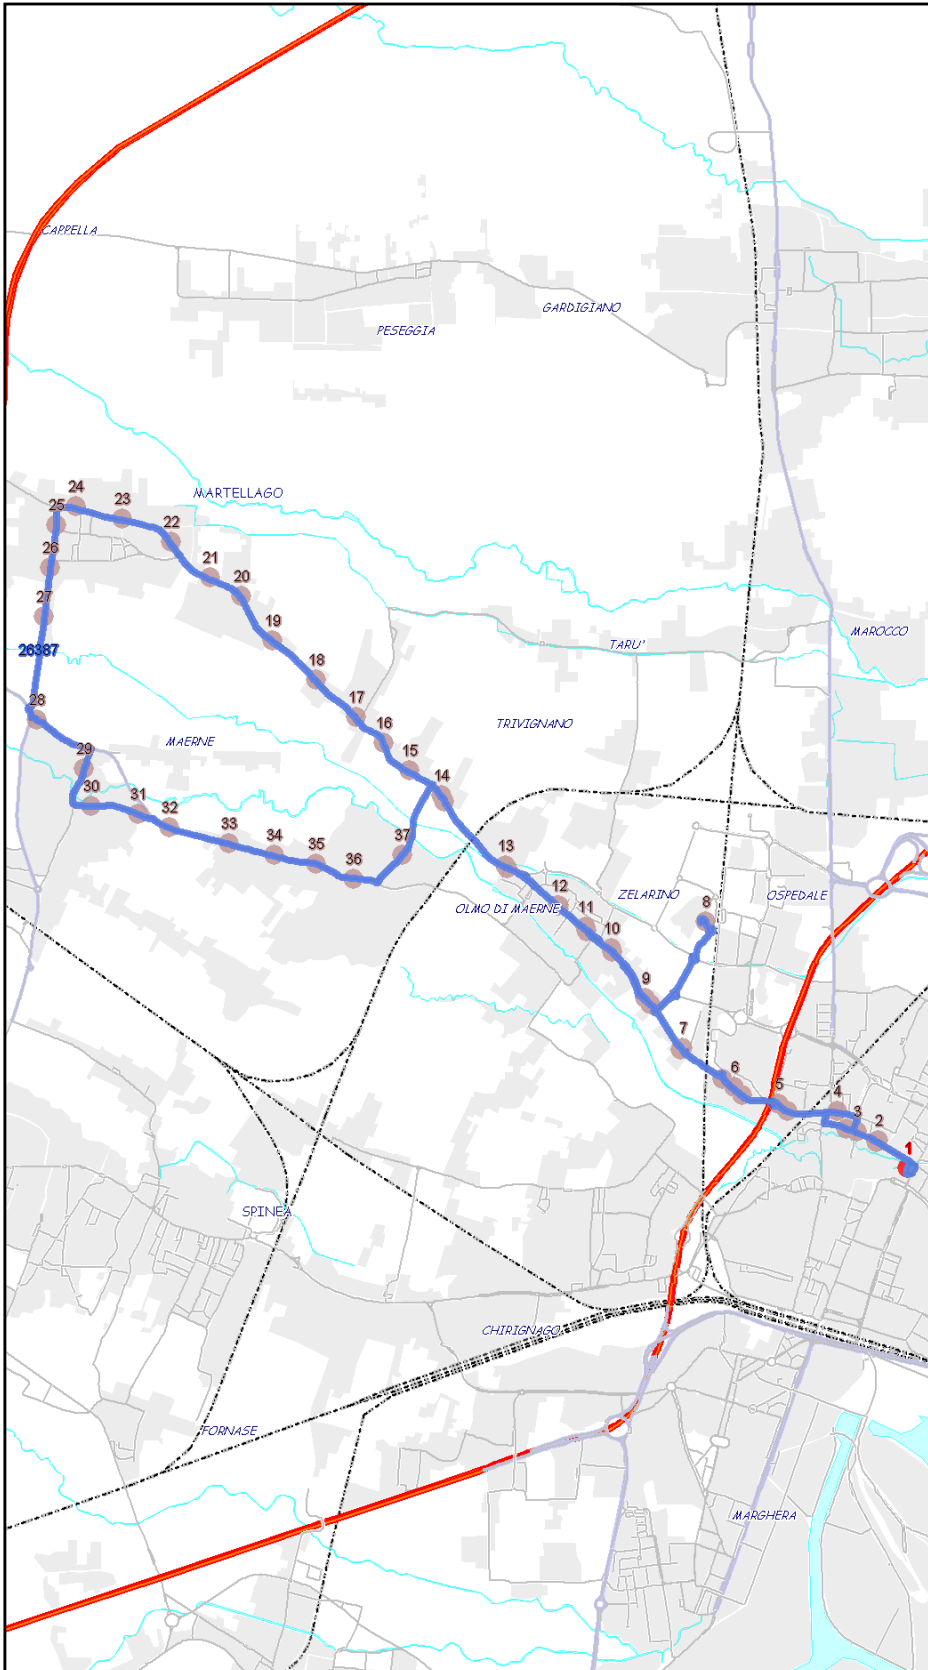 CAPPELLA
GARDIGIANO
PESEGGIA
MARTELLAGO
24
23
25
22
26
21
20
27
19
MAROCCO
TARU'
26387
18
28
17
TRIVIGNANO
16
MAERNE
29
15
14
30
31
32
33
37
34
35
13
36
ZELARINO
OSPEDALE
12
8
OLMO DI MAERNE
11
10
9
7
6
5
4
3
2
1
SPINEA
CHIRIGNAGO
FORNASE
MARGHERA